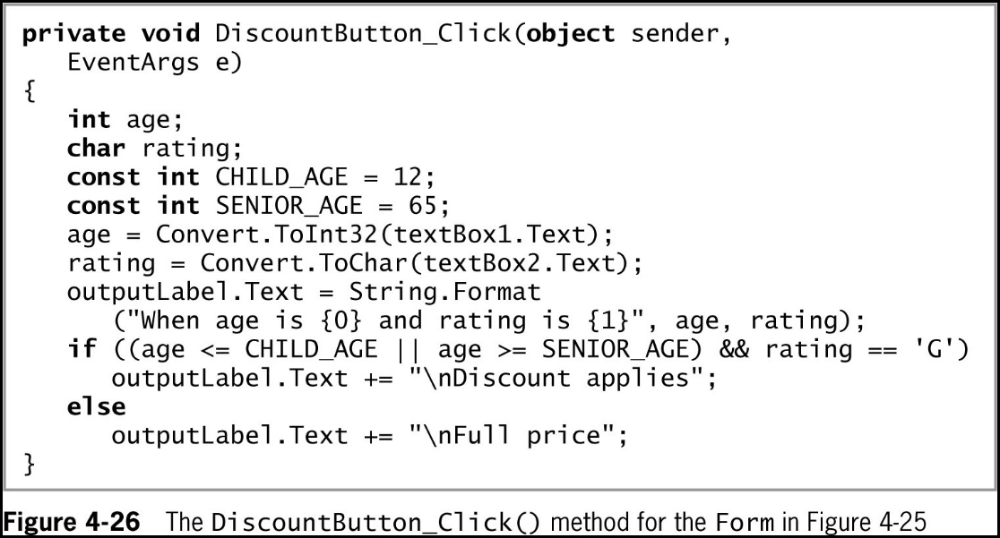 private void DiscountButton_Click(object sender,
   EventArgs e)
{
   int age;
   char rating;
   const int CHILD_AGE = 12;
   const int SENIOR_AGE = 65;
   age = Convert.ToInt32(textBox1.Text);
   rating = Convert.ToChar(textBox2.Text);
   outputLabel.Text = String.Format
      ("When age is {0} and rating is {1}", age, rating);
   if ((age <= CHILD_AGE || age >= SENIOR_AGE) && rating == 'G')
      outputLabel.Text += "\nDiscount applies";
   else
      outputLabel.Text += "\nFull price";
}
Figure 4-26 The DiscountButton_Click() method for the Form in Figure 4-25